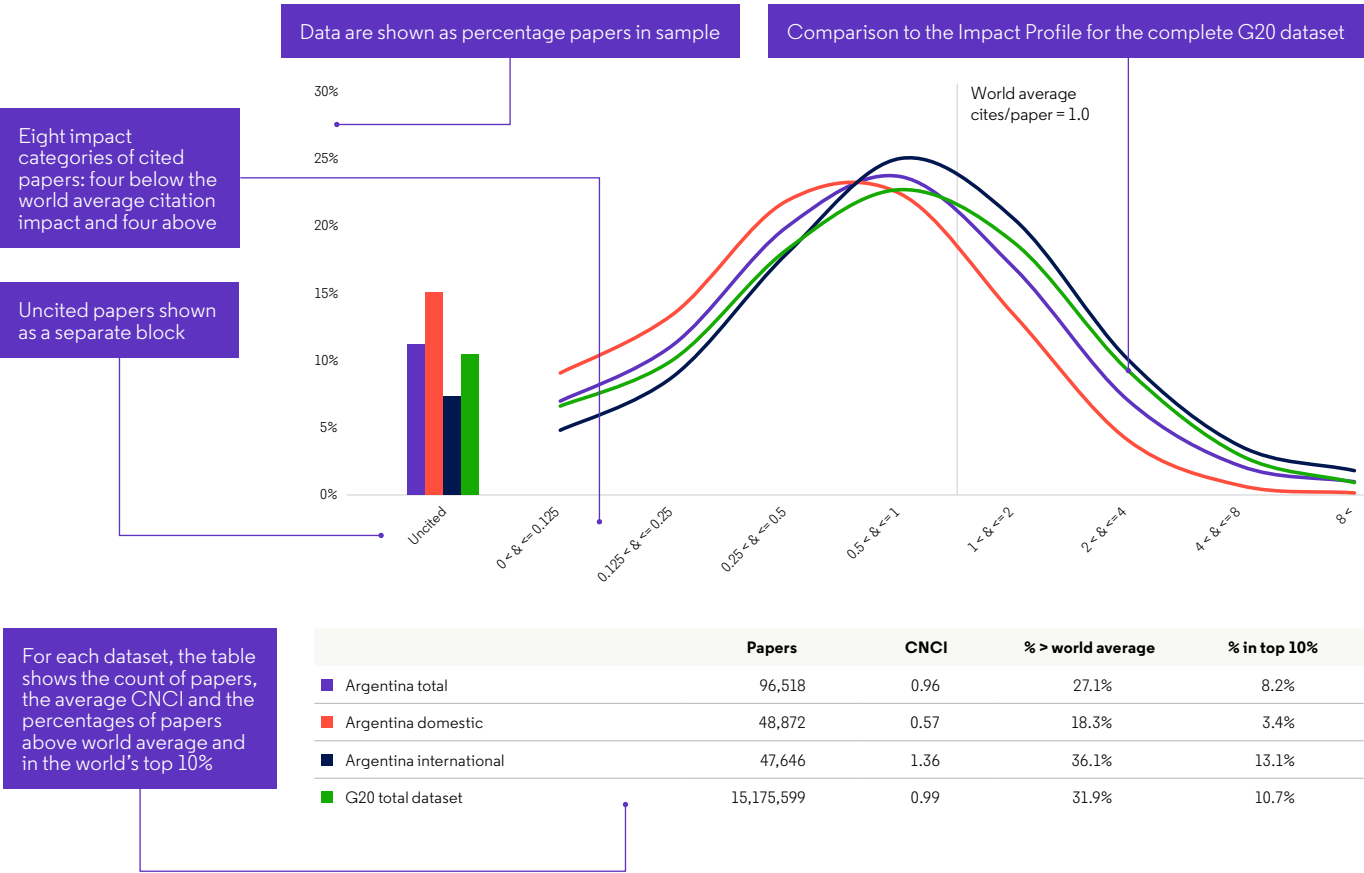 Data are shown as percentage papers in sample
Comparison to the Impact Profile for the complete G20 dataset
Eight impact
categories of cited
papers: four below the
world average citation
impact and four above
Uncited papers shown
as a separate block
30%
25%
20%
15%
10%
5%
0%
World average
cites/paper = 1.0
Uncited
0 < & <= 0.125
0.125 < & <= 0.25
0.25 < & <= 0.5
0.5 < & <= 1
1 < & <= 2
2 < & <= 4
4 < & <= 8
8 <
For each dataset, the table
shows the count of papers,
the average CNCI and the
percentages of papers
above world average and
in the world's top 10%
Papers CNCI % > world average % in top 10%
Argentina total 96,518 0.96 27.1% 8.2%
Argentina domestic 48,872 0.57 18.3% 3.4%
Argentina international 47,646 1.36 36.1% 13.1%
G20 total dataset 15,175,599 0.99 31.9% 10.7%